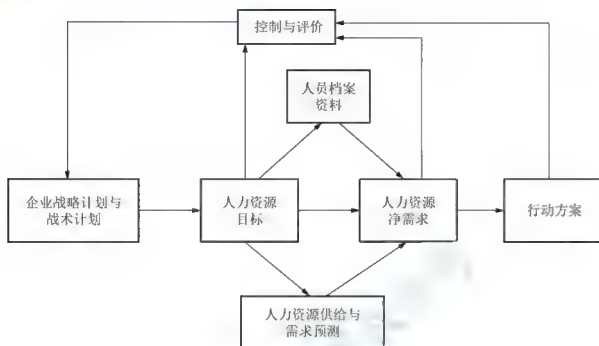 控制与评价
人员档案
资料
企业战略计划与
战术计划
人力资源
目标
人力资源
净需求
行动方案
人力资源供给与
需求预测